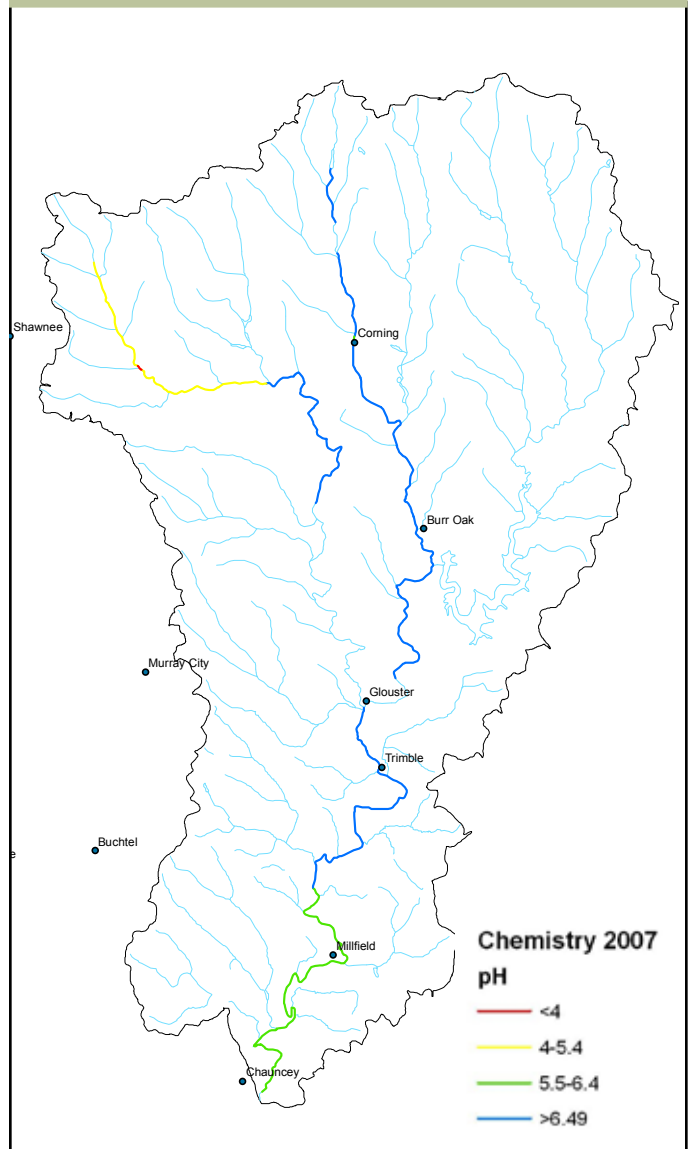 Shawnee
Corning
Burr Oak
Murray City
Glouster
Trimble
Buchtel
e
Millfield
Chauncey
Chemistry 2007
pH
<4
4-5.4
5.5-6.4
>6.49